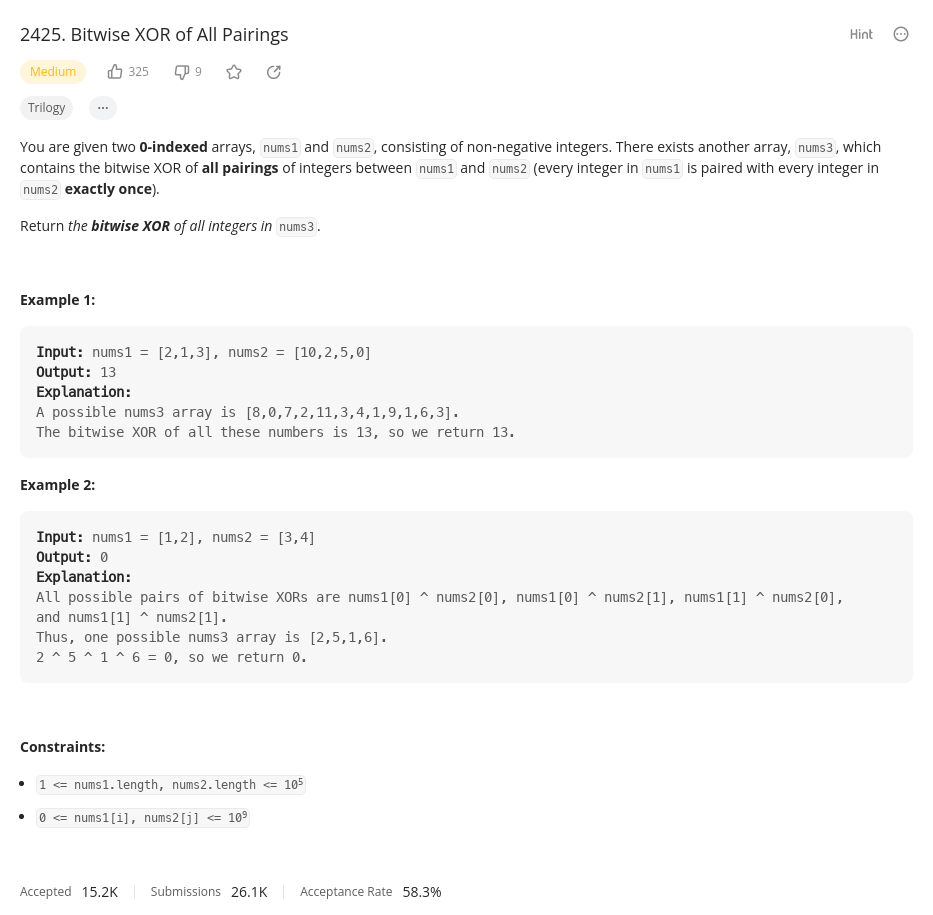 2425. Bitwise XOR of All Pairings
Hint
Medium 325 9
Trilogy ...
You are given two 0-indexed arrays, nums1 and nums2, consisting of non-negative integers. There exists another array, nums3, which
contains the bitwise XOR of all pairings of integers between nums1 and nums2 (every integer in nums1 is paired with every integer in
nums2 exactly once).
Return the bitwise XOR of all integers in nums3.
Example 1:
Input: nums1 = [2,1,3], nums2 = [10,2,5,0]
Output: 13
Explanation:
A possible nums3 array is [8,0,7,2,11,3,4,1,9,1,6,3].
The bitwise XOR of all these numbers is 13, so we return 13.
Example 2:
Input: nums1 = [1,2], nums2 = [3,4]
Output: 0
Explanation:
All possible pairs of bitwise XORs are nums1[0] ^ nums2[0], nums1[0] ^ nums2[1], nums1[1] ^ nums2[0],
and nums1[1] ^ nums2[1].
Thus, one possible nums3 array is [2,5,1,6].
2 ^ 5 ^ 1 ^ 6 = 0, so we return 0.
Constraints:
• 1 <= nums1.length, nums2.length <= 10⁵
• 0 <= nums1[i], nums2[j] <= 10⁹
Accepted 15.2K Submissions 26.1K Acceptance Rate 58.3%